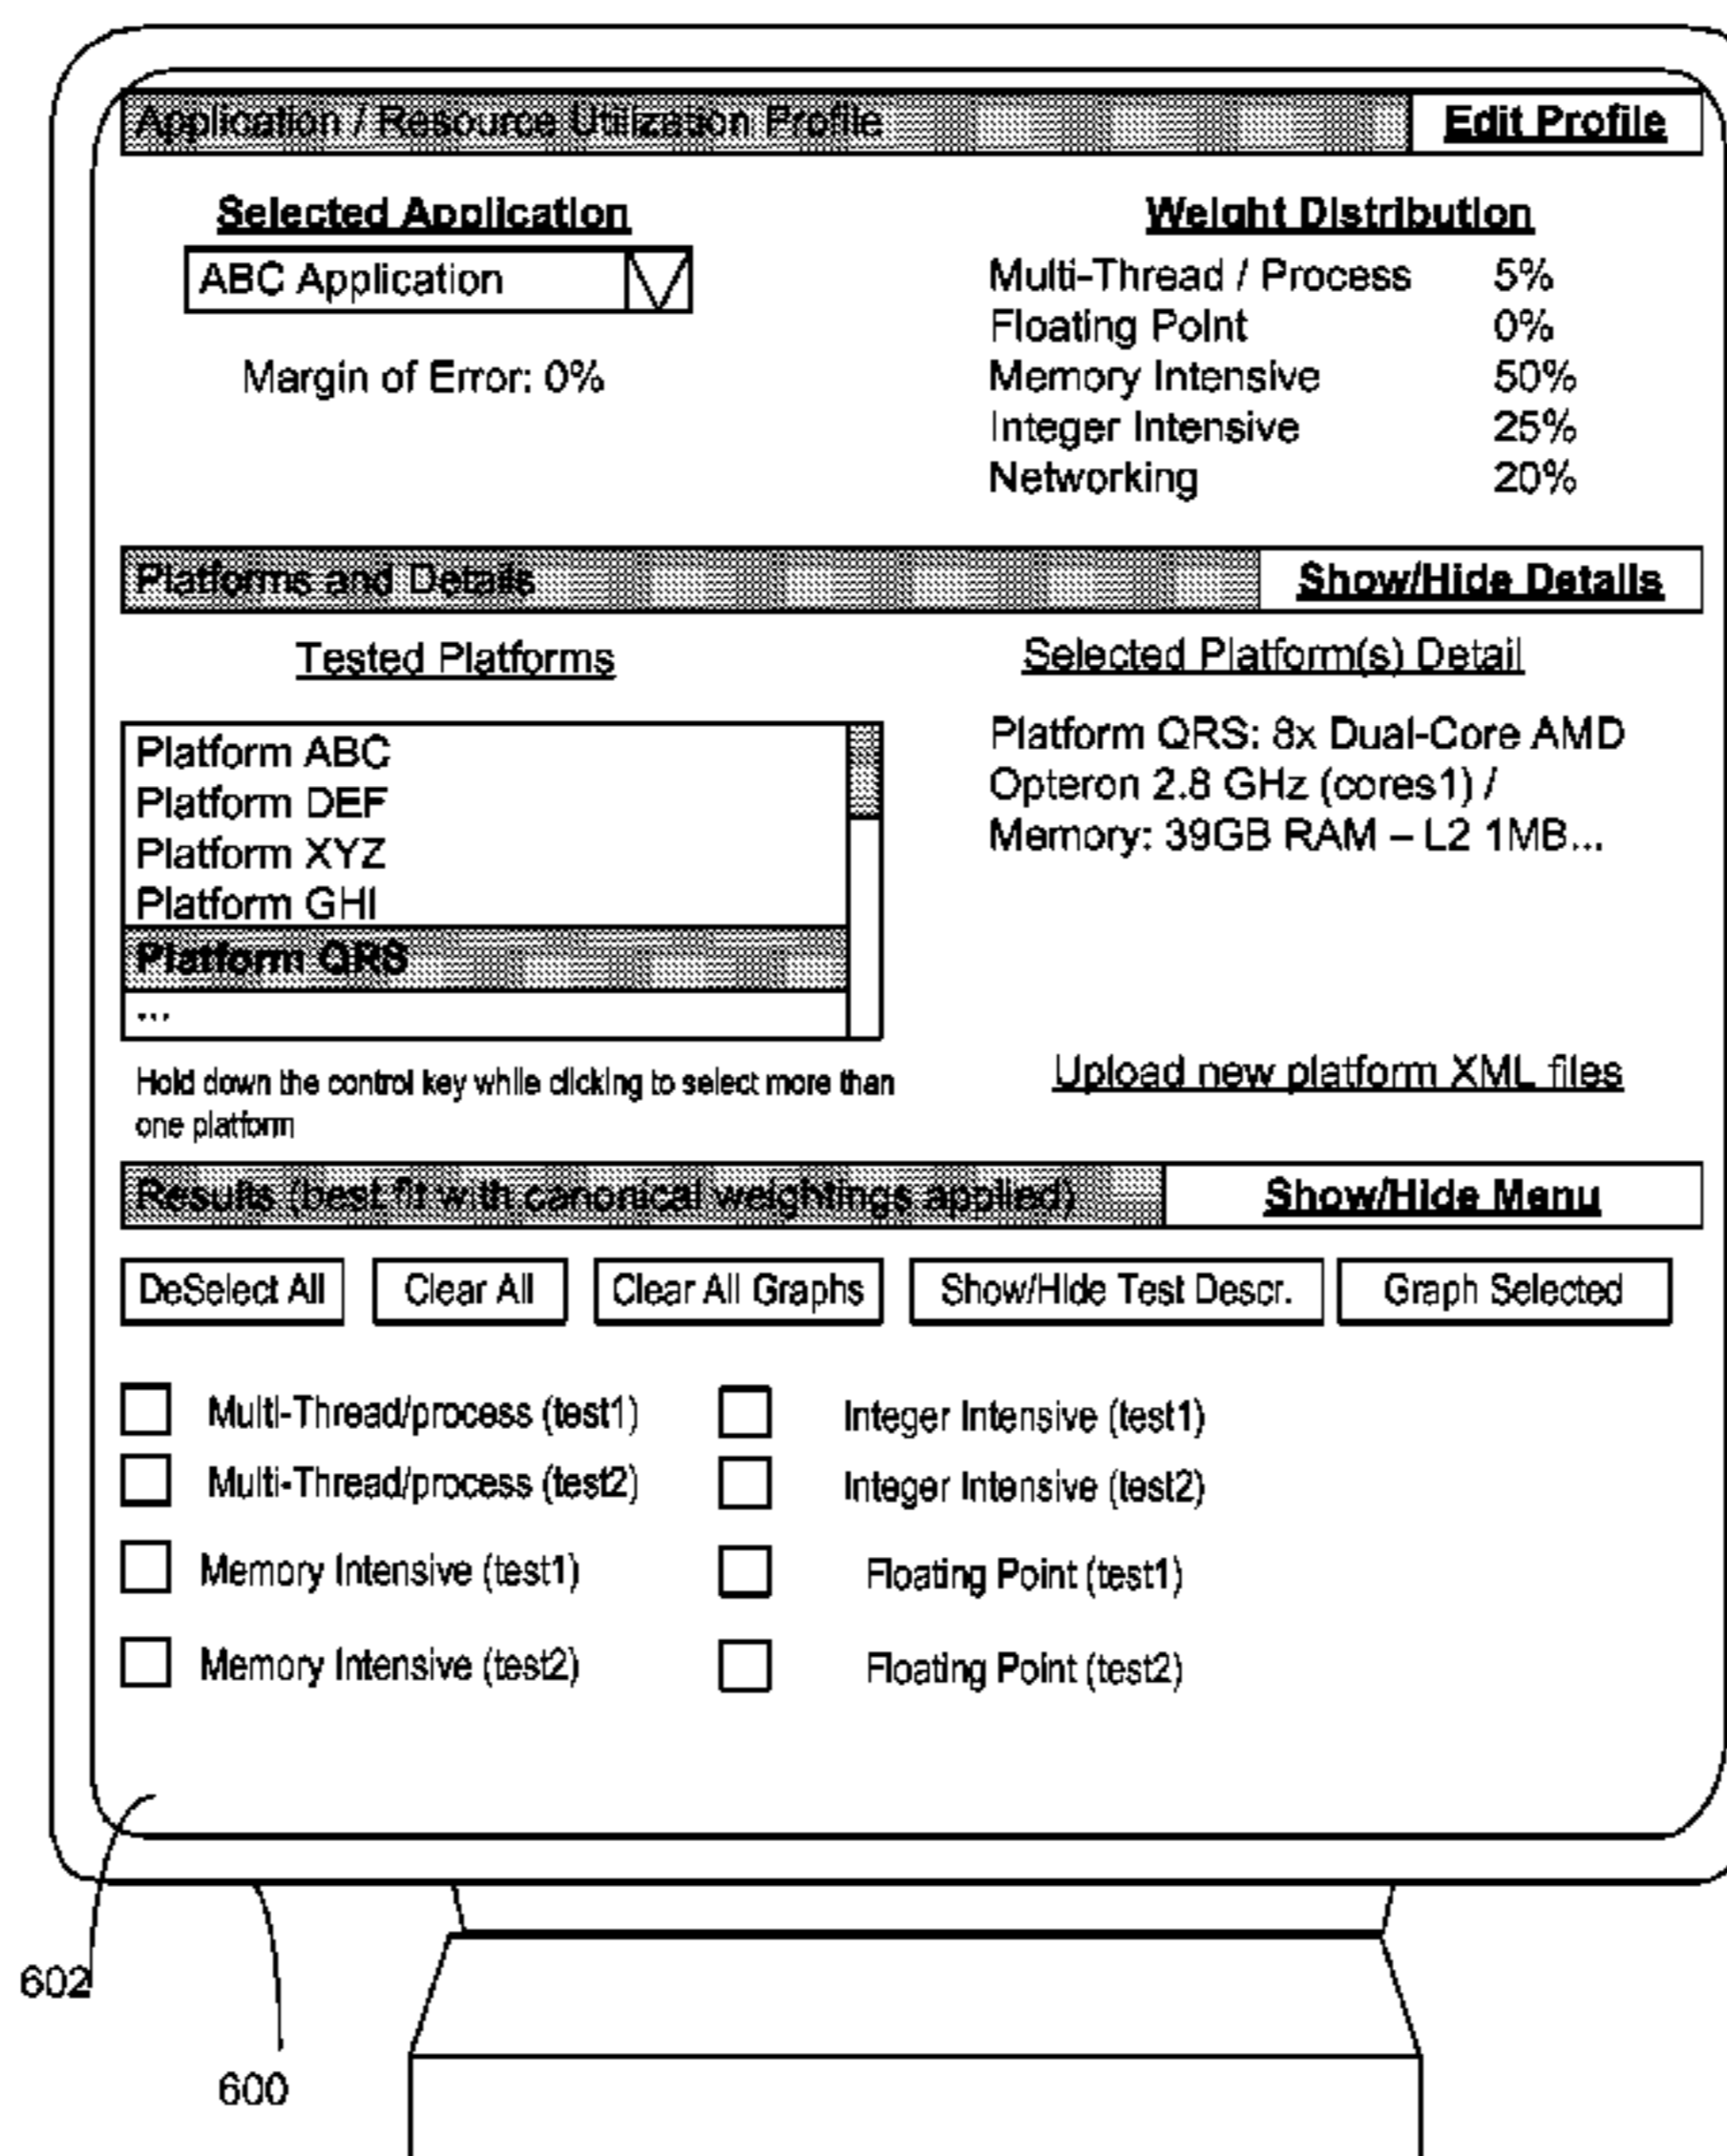 Application / Resource Utilization Profile
Edit Profile
Selected Application
ABC Application
Margin of Error: 0%
Weight Distribution
Multi-Thread / Process 5%
Floating Point 0%
Memory Intensive 50%
Integer Intensive 25%
Networking 20%
Platforms and Details
Show/Hide Details
Tested Platforms
Platform ABC
Platform DEF
Platform XYZ
Platform GHI
Platform QRS
...
Hold down the control key while clicking to select more than
one platform
Selected Platform(s) Detail
Platform QRS: 8x Dual-Core AMD
Opteron 2.8 GHz (cores1) /
Memory: 39GB RAM – L2 1MB...
Upload new platform XML files
Results (best fit with canonical weightings applied)
Show/Hide Menu
DeSelect All
Clear All
Clear All Graphs
Show/Hide Test Descr.
Graph Selected
Multi-Thread/process (test1)
Integer Intensive (test1)
Multi-Thread/process (test2)
Integer Intensive (test2)
Memory Intensive (test1)
Floating Point (test1)
Memory Intensive (test2)
Floating Point (test2)
602
600